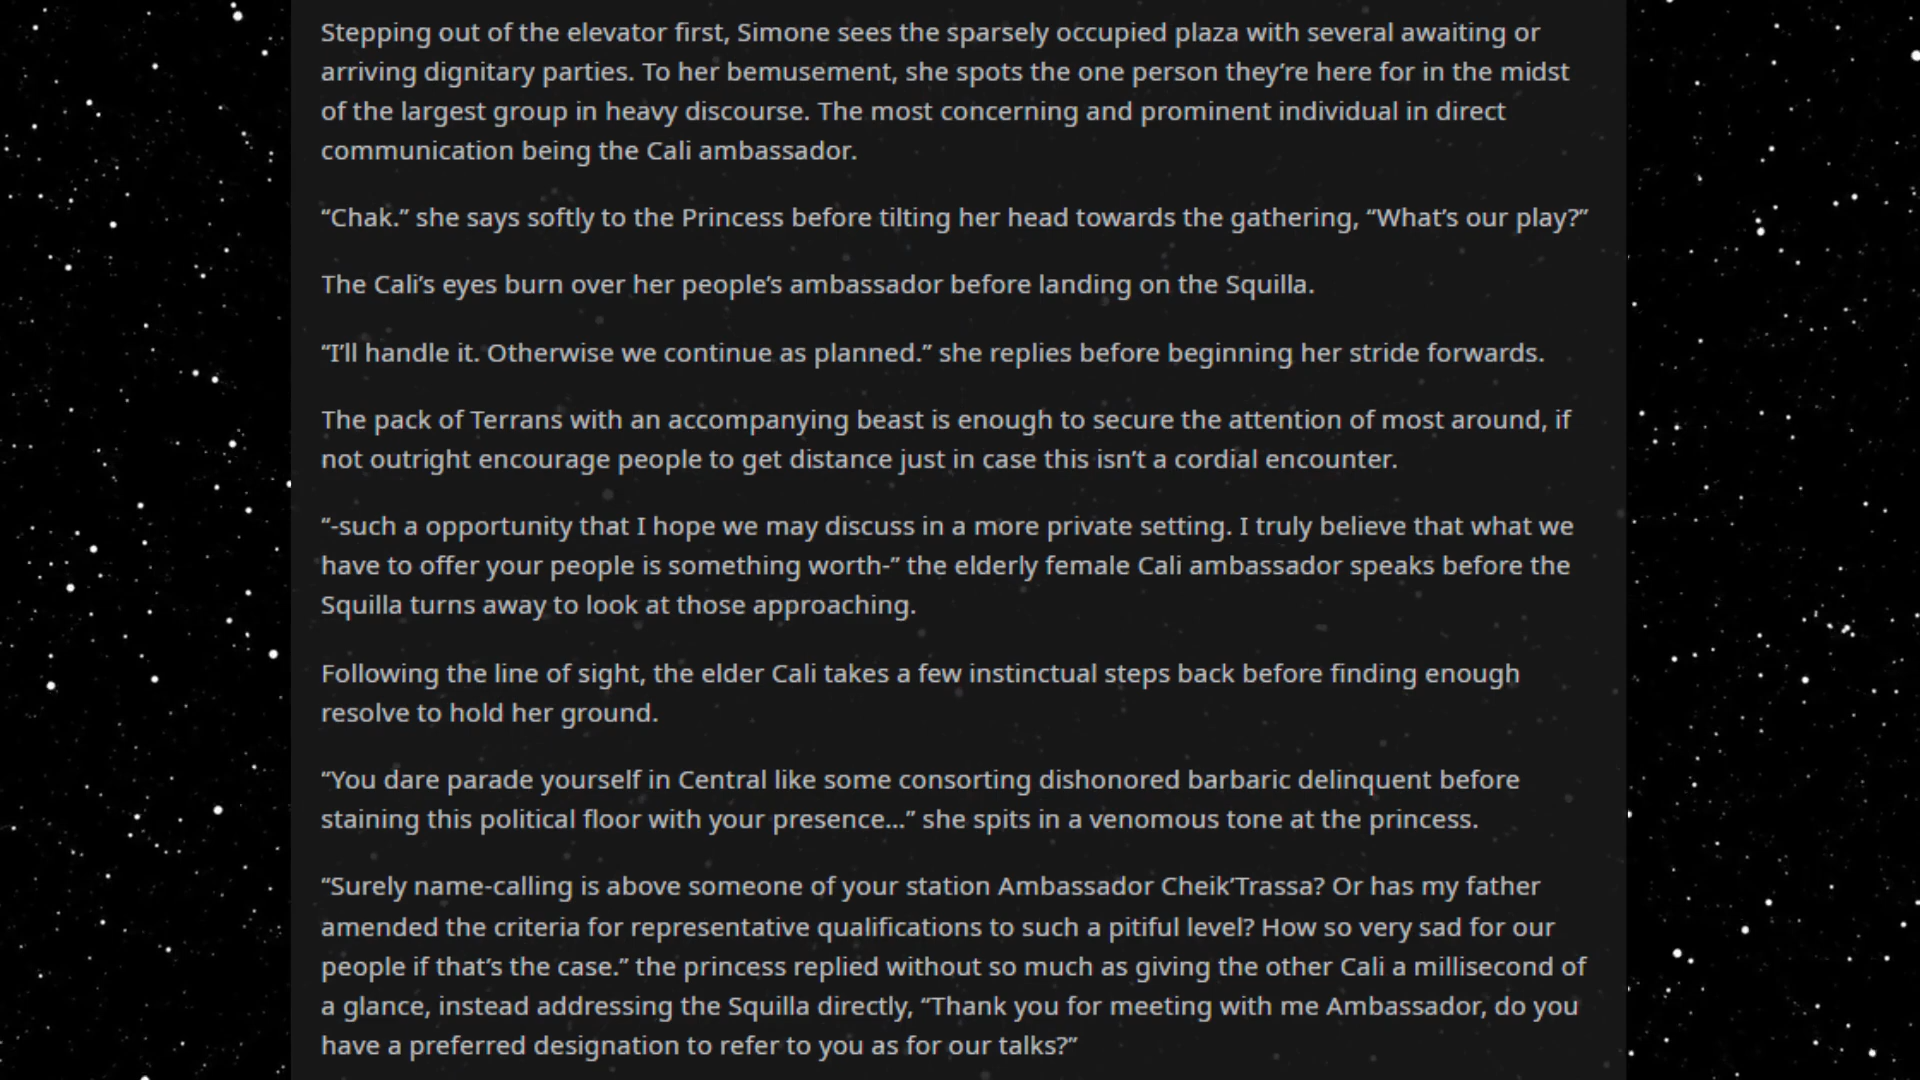 Stepping out of the elevator first, Simone sees the sparsely occupied plaza with several awaiting or
arriving dignitary parties. To her bemusement, she spots the one person they’re here for in the midst
of the largest group in heavy discourse. The most concerning and prominent individual in direct
communication being the Cali ambassador.
“Chak.” she says softly to the Princess before tilting her head towards the gathering, “What’s our play?”
The Cali’s eyes burn over her people’s ambassador before landing on the Squilla.
“I’ll handle it. Otherwise we continue as planned.” she replies before beginning her stride forwards.
The pack of Terrans with an accompanying beast is enough to secure the attention of most around, if
not outright encourage people to get distance just in case this isn’t a cordial encounter.
“-such a opportunity that I hope we may discuss in a more private setting. I truly believe that what we
have to offer your people is something worth-” the elderly female Cali ambassador speaks before the
Squilla turns away to look at those approaching.
Following the line of sight, the elder Cali takes a few instinctual steps back before finding enough
resolve to hold her ground.
“You dare parade yourself in Central like some consorting dishonored barbaric delinquent before
staining this political floor with your presence…” she spits in a venomous tone at the princess.
“Surely name-calling is above someone of your station Ambassador Cheik’Trassa? Or has my father
amended the criteria for representative qualifications to such a pitiful level? How so very sad for our
people if that’s the case.” the princess replied without so much as giving the other Cali a millisecond of
a glance, instead addressing the Squilla directly, “Thank you for meeting with me Ambassador, do you
have a preferred designation to refer to you as for our talks?”